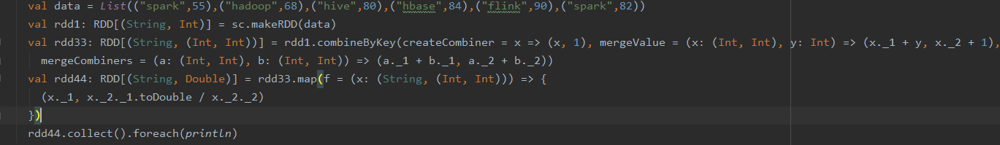 val data = List(("spark",55),("hadoop",68),("hive",80),("hbase",84),("flink",90),("spark",82))
val rdd1: RDD[(String, Int)] = sc.makeRDD(data)
val rdd33: RDD[(String, (Int, Int))] = rdd1.combineByKey(createCombiner = x => (x, 1), mergeValue = (x: (Int, Int), y: Int) => (x._1 + y, x._2 + 1),
  mergeCombiners = (a: (Int, Int), b: (Int, Int)) => (a._1 + b._1, a._2 + b._2))
val rdd44: RDD[(String, Double)] = rdd33.map(f = (x: (String, (Int, Int))) => {
  (x._1, x._2._1.toDouble / x._2._2)
})
rdd44.collect().foreach(println)